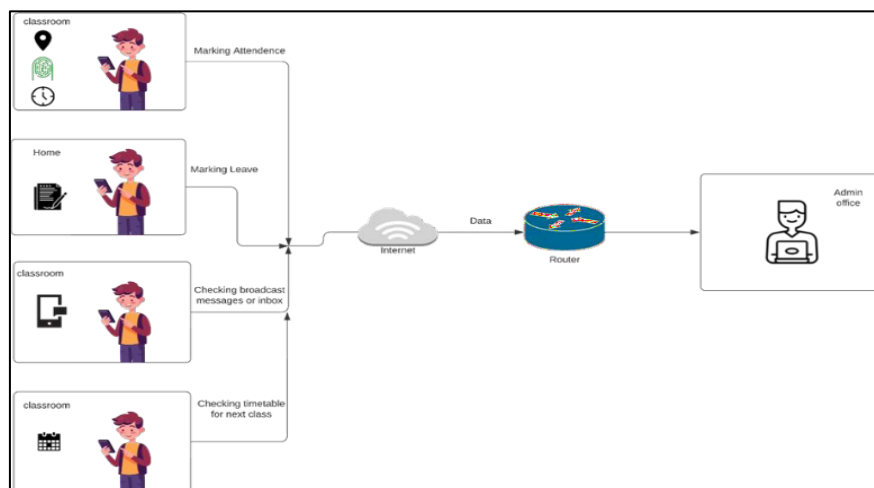 classroom
Marking Attendence
Home
Marking Leave
classroom
Checking broadcast
messages or inbox
classroom
Checking timetable
for next class
Internet
Data
Router
Admin
office